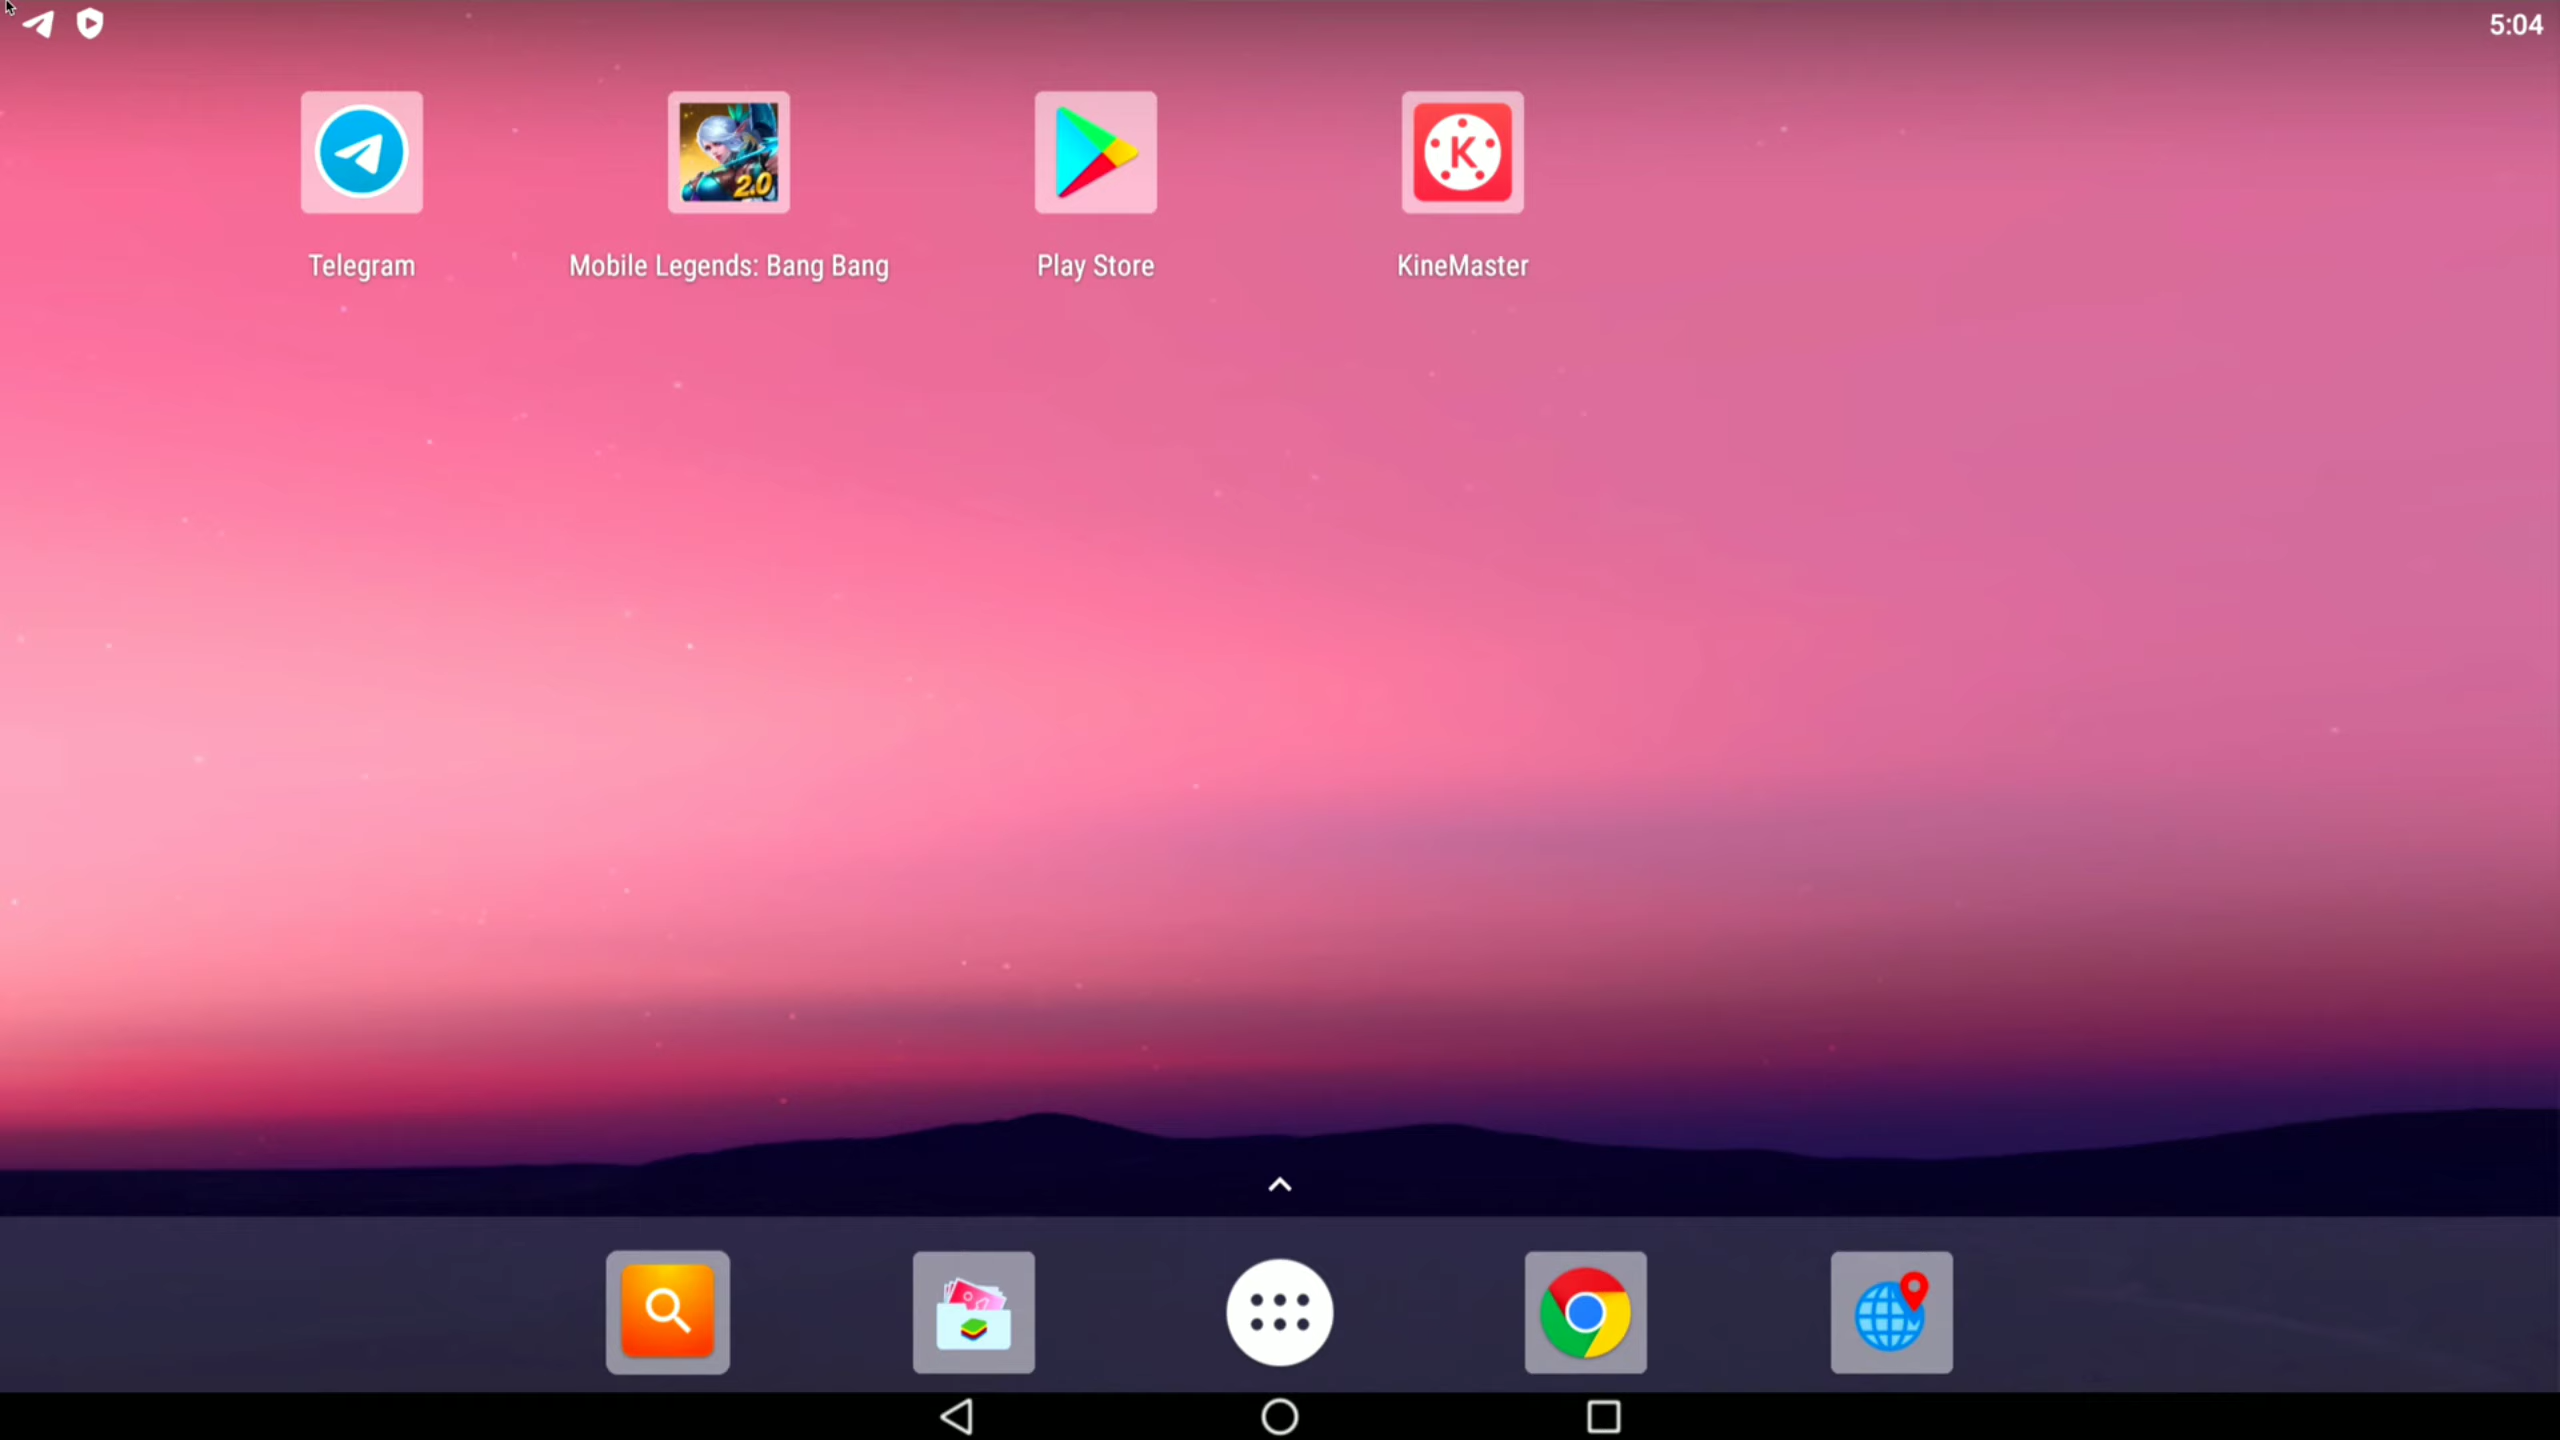 5:04
2.0
K
Telegram
Mobile Legends: Bang Bang
Play Store
KineMaster